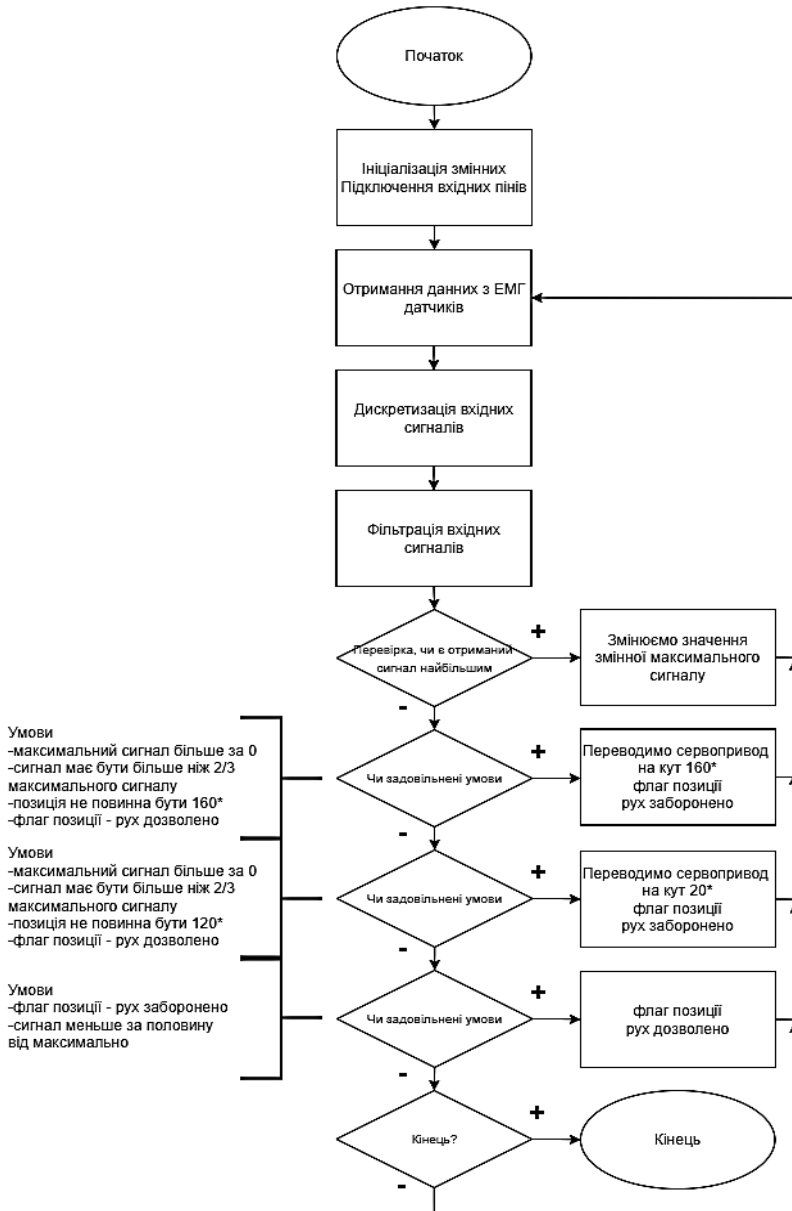 Початок
Ініціалізація змінних
Підключення вхідних пінів
Отримання данних з ЕМГ
датчиків
Дискретизація вхідних
сигналів
Фільтрація вхідних
сигналів
Перевірка, чи є отриманий
сигнал найбільшим
+
Змінюємо значення
змінної максимального
сигналу
-
Умови
-максимальний сигнал більше за 0
-сигнал має бути більше ніж 2/3
максимального сигналу
-позиція не повинна бути 160*
-флаг позиції - рух дозволено
Чи задовільнені умови
+
Переводимо сервопривод
на кут 160*
флаг позиції
рух заборонено
-
Умови
-максимальний сигнал більше за 0
-сигнал має бути більше ніж 2/3
максимального сигналу
-позиція не повинна бути 120*
-флаг позиції - рух дозволено
Чи задовільнені умови
+
Переводимо сервопривод
на кут 20*
флаг позиції
рух заборонено
-
Умови
-флаг позиції - рух заборонено
-сигнал меньше за половину
від максимально
Чи задовільнені умови
+
флаг позиції
рух дозволено
-
Кінець?
+
Кінець
-